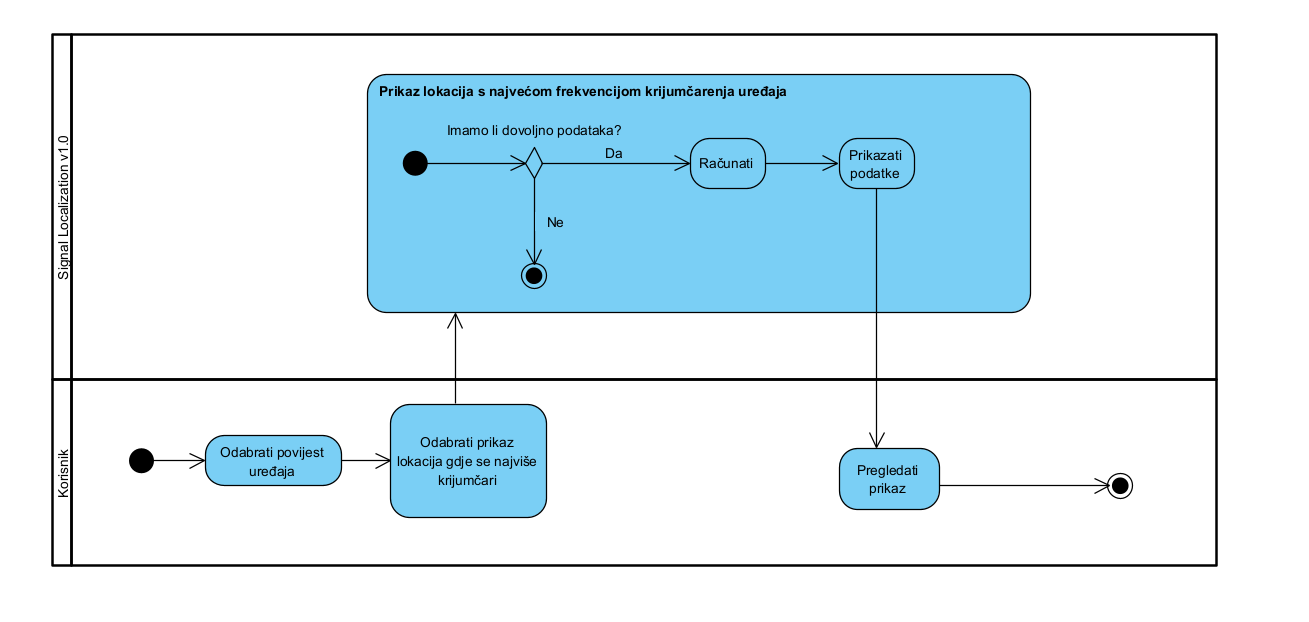 Signal Localization v1.0
Prikaz lokacija s najvećom frekvencijom krijumčarenja uređaja
Imamo li dovoljno podataka?
Da
Ne
Računati
Prikazati
podatke
Korisnik
Odabrati povijest
uređaja
Odabrati prikaz
lokacija gdje se najviše
krijumčari
Pregledati
prikaz